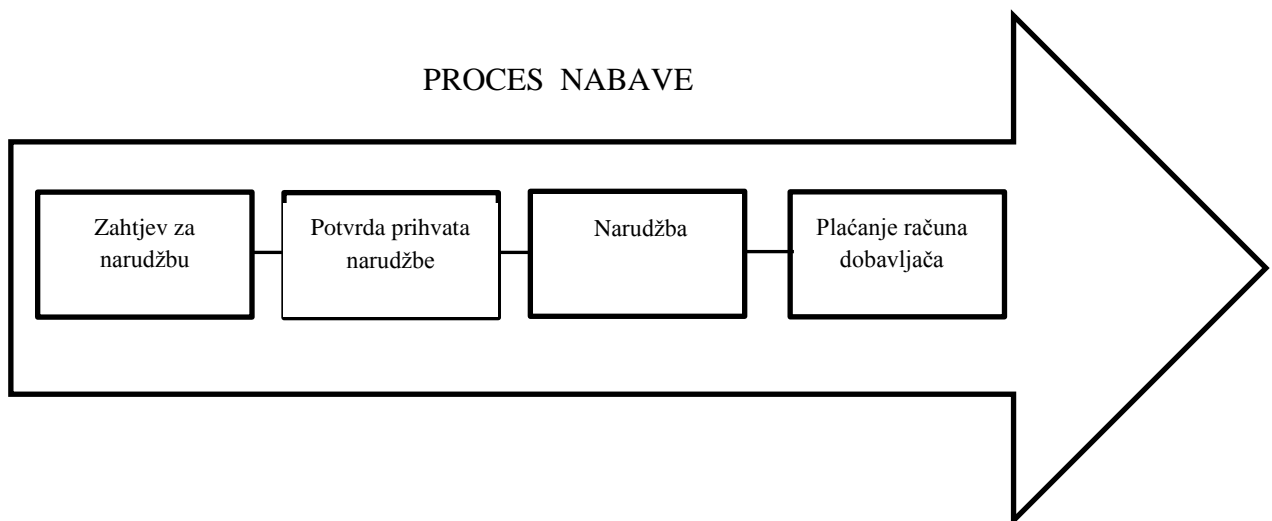 PROCES NABAVE
Zahtjev za
narudžbu
Potvrda prihvata
narudžbe
Narudžba
Plaćanje računa
dobavljača